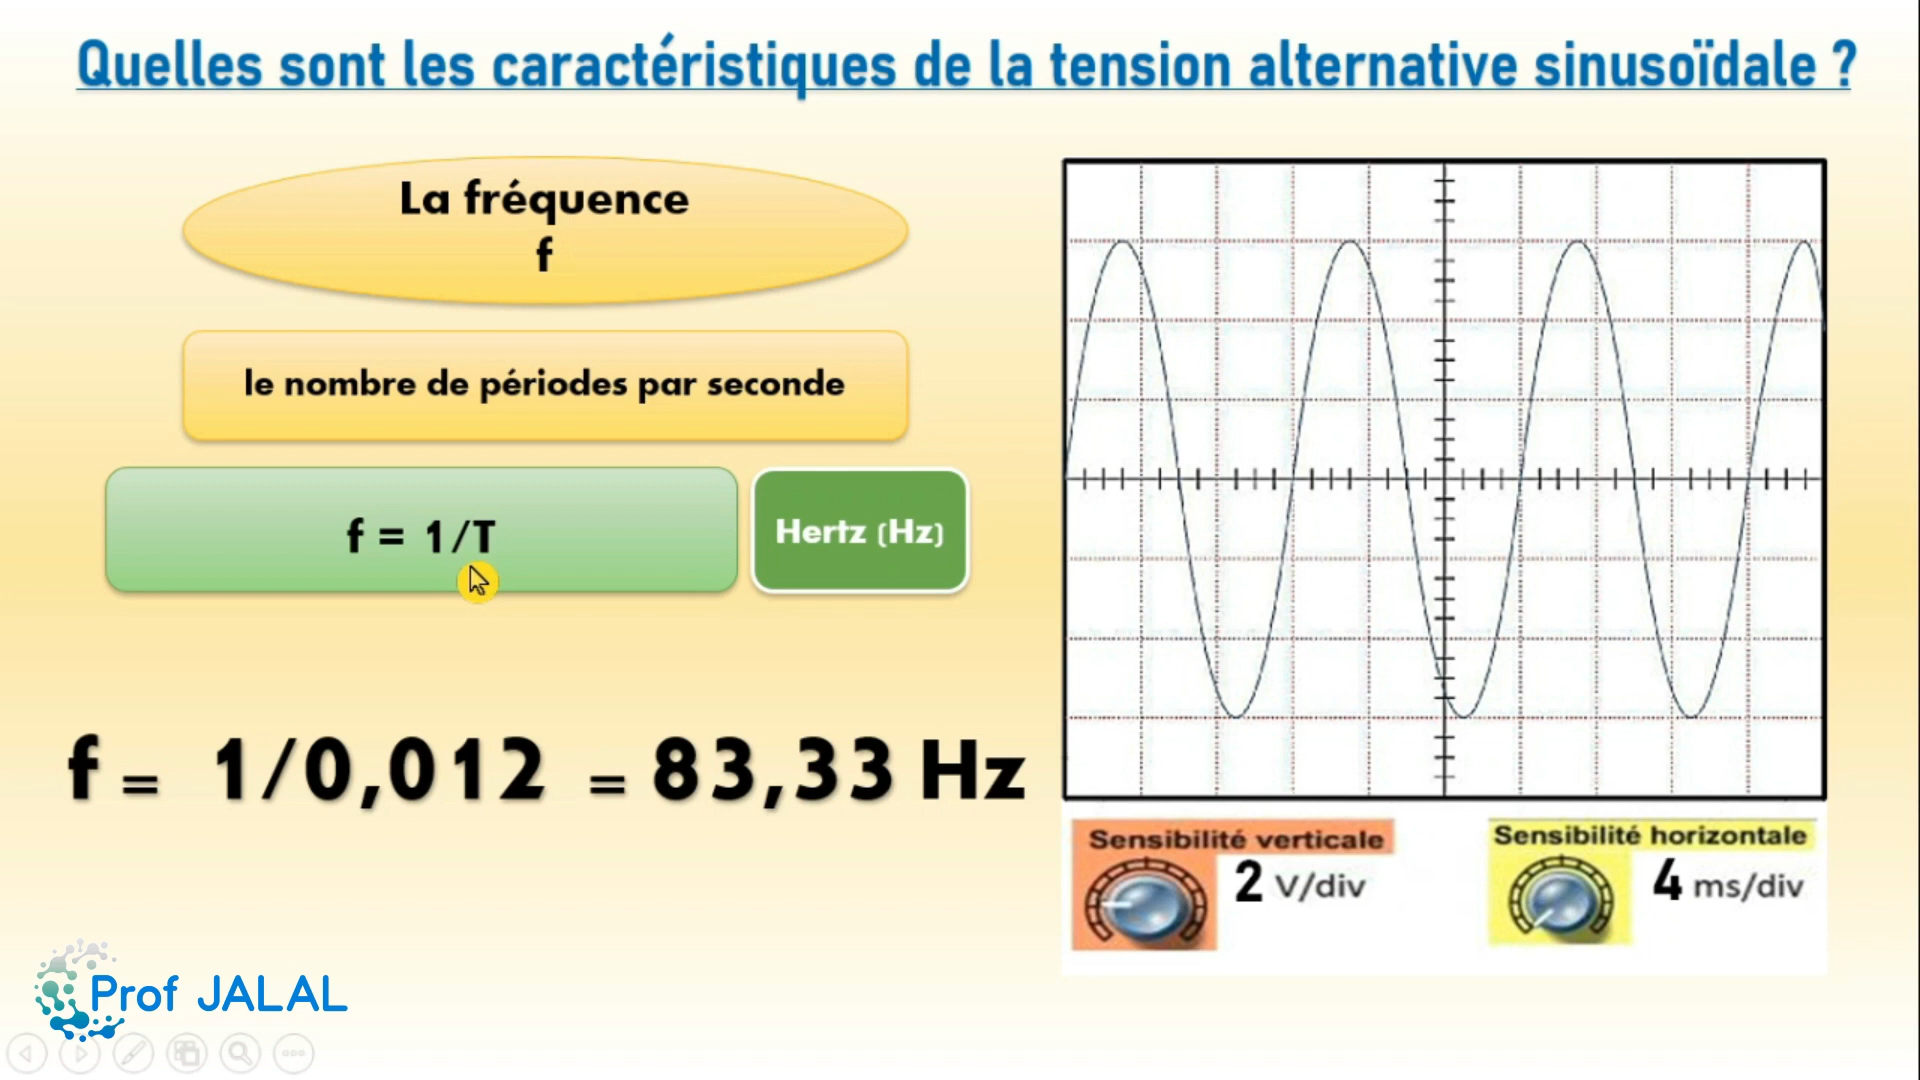 Quelles sont les caractéristiques de la tension alternative sinusoïdale ?
La fréquence
f
le nombre de périodes par seconde
f = 1/T
Hertz (Hz)
f = 1/0,012 = 83,33 Hz
Sensibilité verticale
2 V/div
Sensibilité horizontale
4 ms/div
Prof JALAL